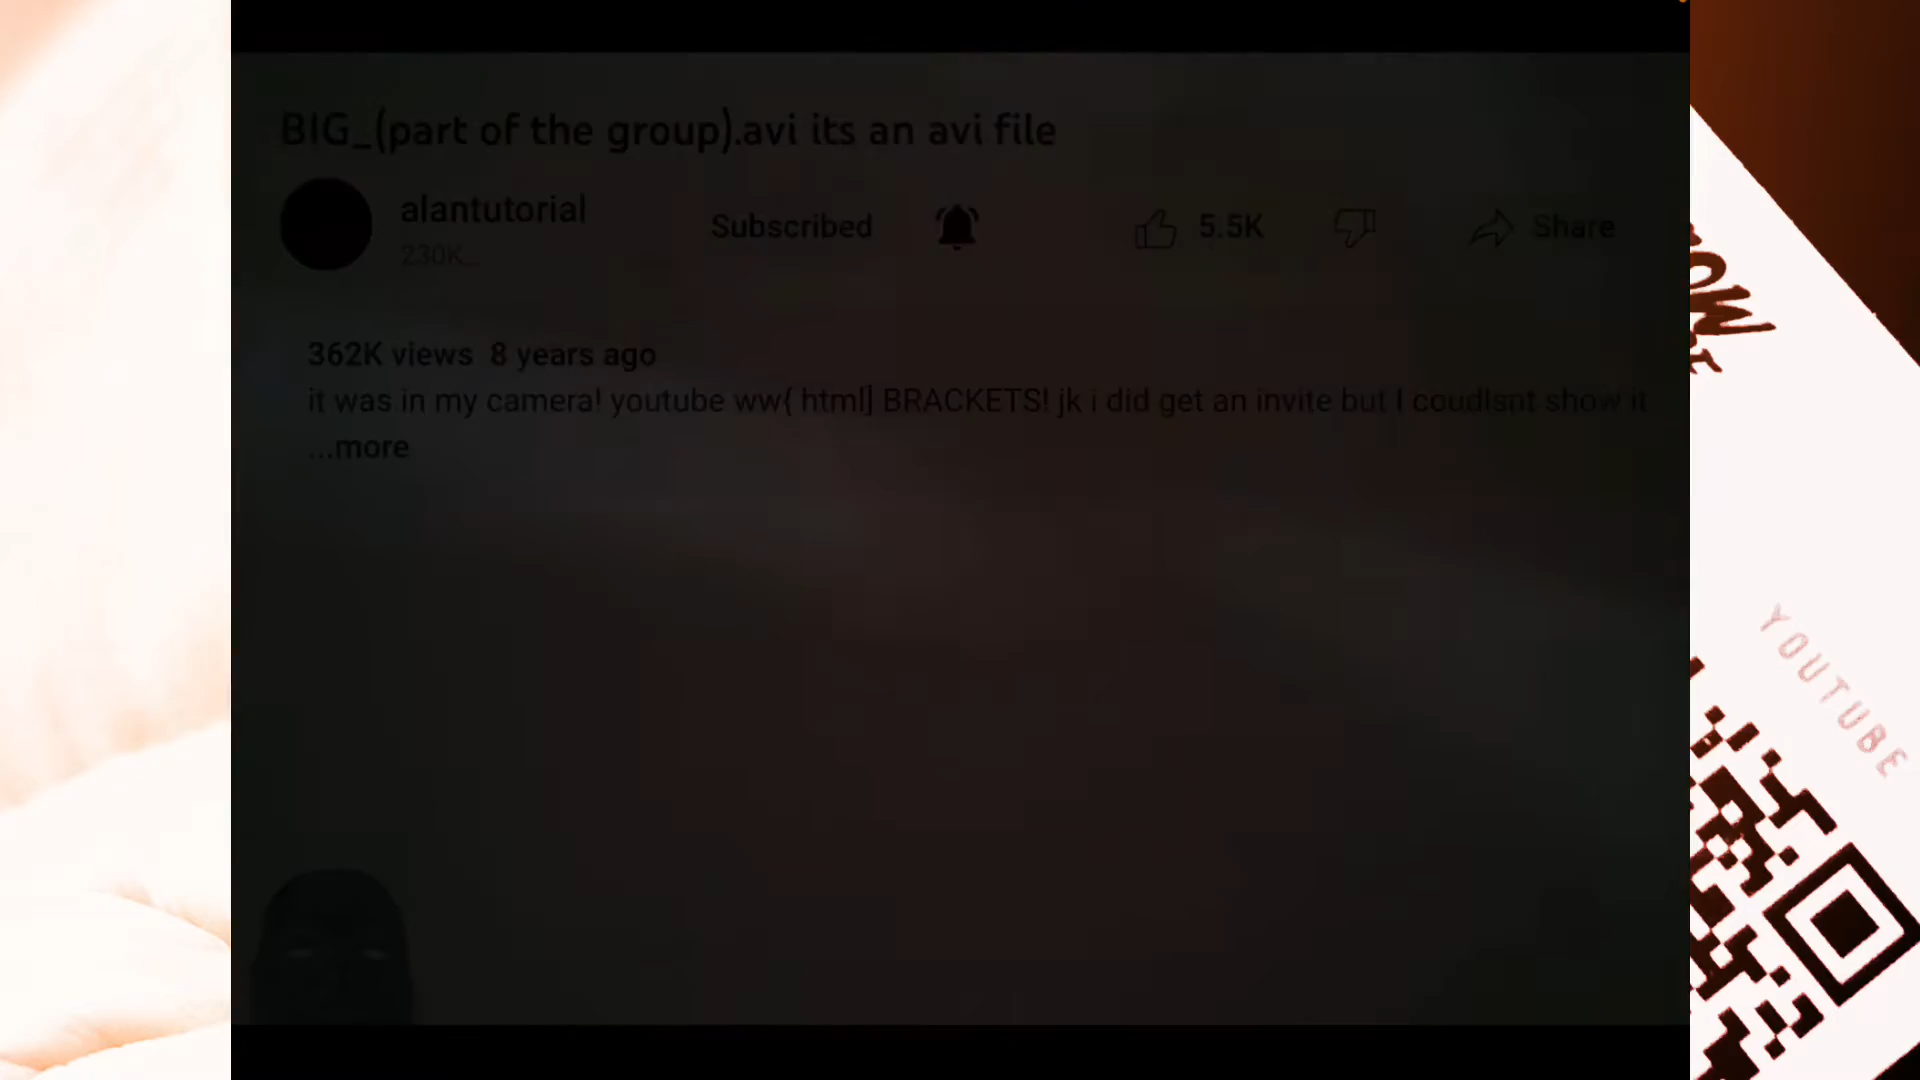 BIG_(part of the group).avi its an avi file
alantutorial
Subscribed
5.5K
Share
230K...
362K views 8 years ago
it was in my camera! youtube ww{ html] BRACKETS! jk i did get an invite but I coudlsnt show it
...more
YOUTUBE